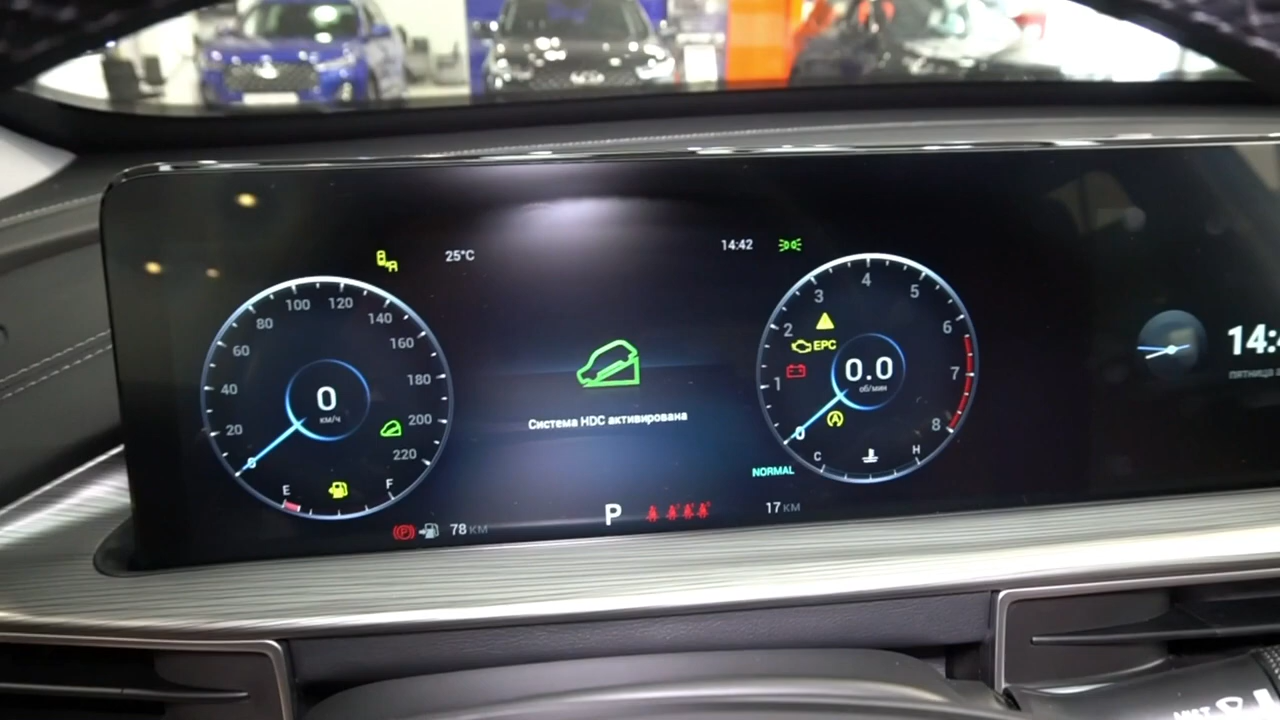 25°C
14:42
0
20
40
60
80
100
120
140
160
180
200
220
0
км/ч
E
F
78 КМ
Система HDC активирована
P
NORMAL
17 КМ
0
1
2
3
4
5
6
7
8
EPC
A
0.0
об/мин
C
H
P
14:4
пятница